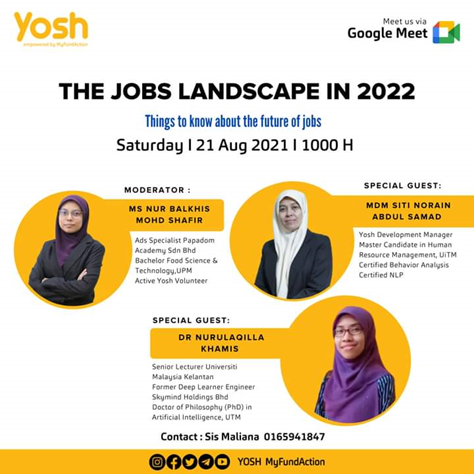 Yosh
empowered by MyFundAction
Meet us via
Google Meet
THE JOBS LANDSCAPE IN 2022
Things to know about the future of jobs
Saturday I 21 Aug 2021 I 1000 H
MODERATOR :
MS NUR BALKHIS
MOHD SHAFIR
Ads Specialist Papadom
Academy Sdn Bhd
Bachelor Food Science &
Technology,UPM
Active Yosh Volunteer
SPECIAL GUEST:
MDM SITI NORAIN
ABDUL SAMAD
Yosh Development Manager
Master Candidate in Human
Resource Management, UiTM
Certified Behavior Analysis
Certified NLP
SPECIAL GUEST:
DR NURULAQILLA
KHAMIS
Senior Lecturer Universiti
Malaysia Kelantan
Former Deep Learner Engineer
Skymind Holdings Bhd
Doctor of Philosophy (PhD) in
Artificial Intelligence, UTM
Contact : Sis Maliana 0165941847
YOSH MyFundAction